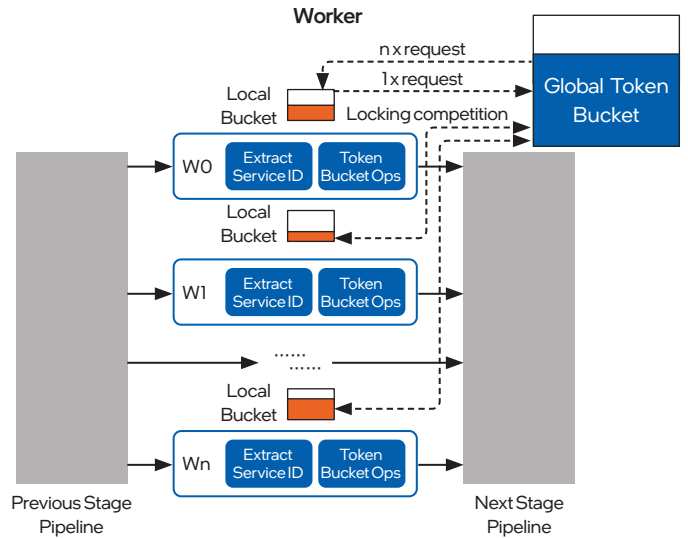 Worker
n x request
1 x request
Global Token
Bucket
Local
Bucket
Locking competition
W0
Extract
Service ID
Token
Bucket Ops
Local
Bucket
W1
Extract
Service ID
Token
Bucket Ops
......
......
Local
Bucket
Wn
Extract
Service ID
Token
Bucket Ops
Previous Stage
Pipeline
Next Stage
Pipeline